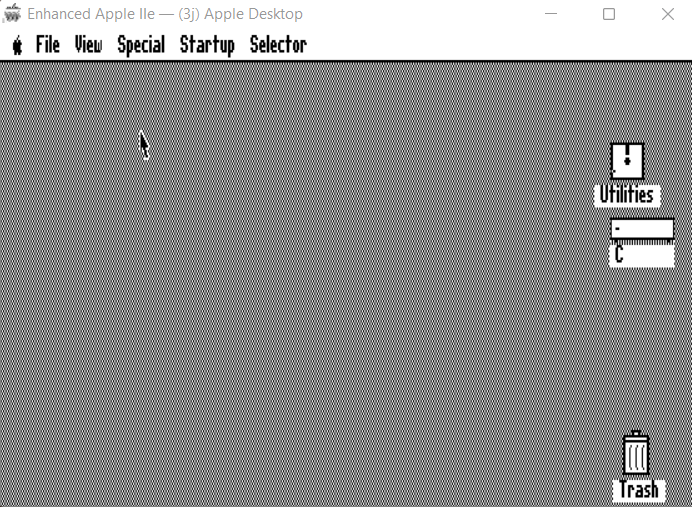 Enhanced Apple IIe — (3j) Apple Desktop
File View Special Startup Selector
Utilities
C
Trash